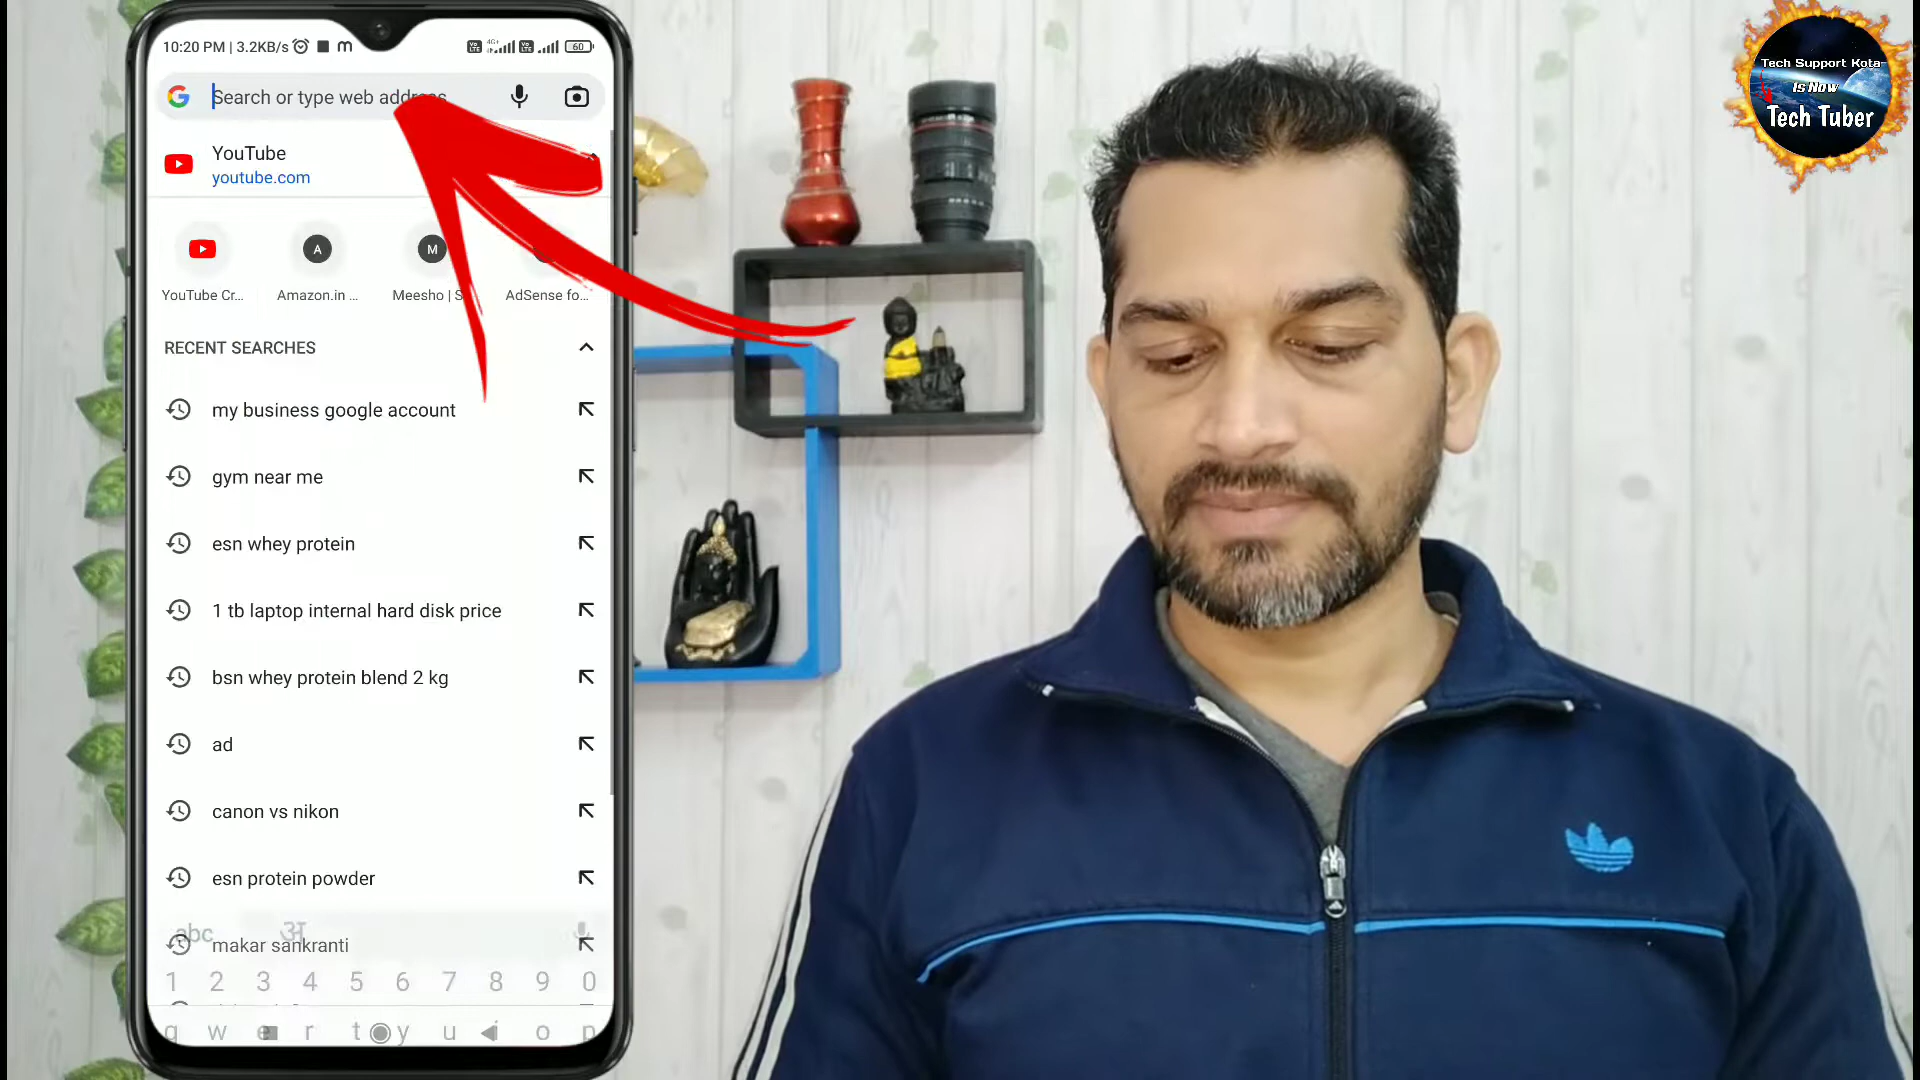 10:20 PM | 3.2KB/s
60
Search or type web address
YouTube
youtube.com
A
M
YouTube Cr...
Amazon.in ...
Meesho | S
AdSense fo...
RECENT SEARCHES
my business google account
gym near me
esn whey protein
1 tb laptop internal hard disk price
bsn whey protein blend 2 kg
ad
canon vs nikon
esn protein powder
abc
अ
makar sankranti
1 2 3 4 5 6 7 8 9 0
q w e r t y u i o p
Tech Support Kota
Is Now
Tech Tuber